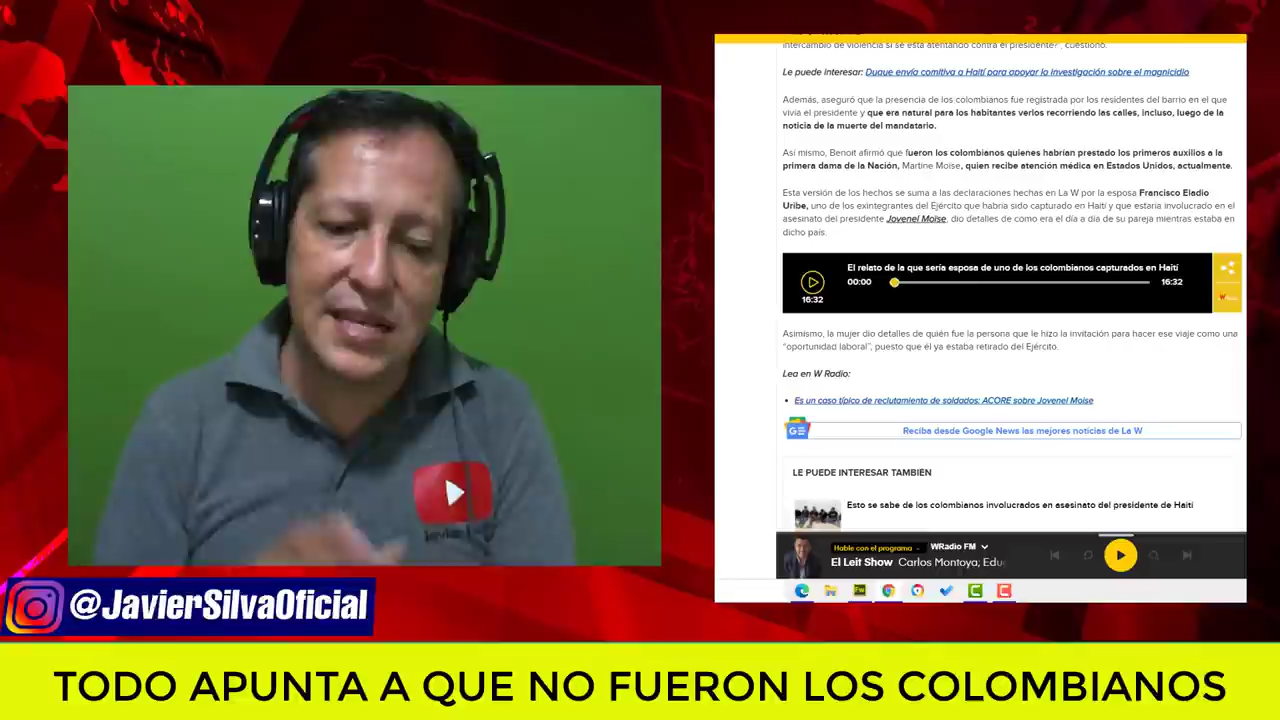 intercambio de violencia si se está atentando contra el presidente?", cuestionó.
Le puede interesar: Duque envía comitiva a Haití para apoyar la investigación sobre el magnicidio
Además, aseguró que la presencia de los colombianos fue registrada por los residentes del barrio en el que
vivía el presidente y que era natural para los habitantes verlos recorriendo las calles, incluso, luego de la
noticia de la muerte del mandatario.
Así mismo, Benoit afirmó que fueron los colombianos quienes habrían prestado los primeros auxilios a la
primera dama de la Nación, Martine Moise, quien recibe atención médica en Estados Unidos, actualmente.
Esta versión de los hechos se suma a las declaraciones hechas en La W por la esposa Francisco Eladio
Uribe, uno de los exintegrantes del Ejército que habría sido capturado en Haití y que estaría involucrado en el
asesinato del presidente Jovenel Moise, dio detalles de como era el día a día de su pareja mientras estaba en
dicho país.
El relato de la que sería esposa de uno de los colombianos capturados en Haití
00:00
16:32
16:32
Asimismo, la mujer dio detalles de quién fue la persona que le hizo la invitación para hacer ese viaje como una
"oportunidad laboral", puesto que él ya estaba retirado del Ejército.
Lea en W Radio:
• Es un caso típico de reclutamiento de soldados: ACORE sobre Jovenel Moise
GE
Reciba desde Google News las mejores noticias de La W
LE PUEDE INTERESAR TAMBIÉN
Esto se sabe de los colombianos involucrados en asesinato del presidente de Haití
Hable con el programa
WRadio FM
El Leit Show Carlos Montoya, Edu
Fw
@JavierSilvaOficial
TODO APUNTA A QUE NO FUERON LOS COLOMBIANOS